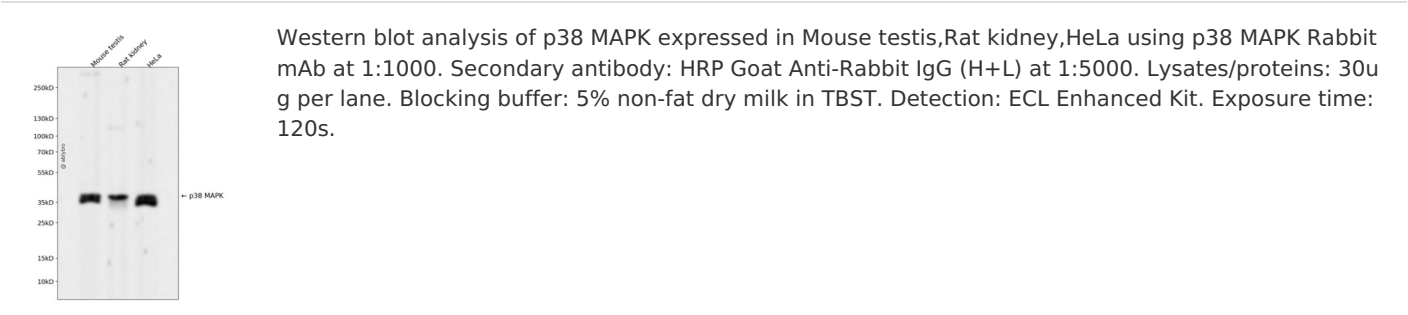 Mouse testis
Rat kidney
HeLa
250kD
130kD
100kD
70kD
55kD
35kD
25kD
15kD
10kD
@ abbybio
← p38 MAPK
Western blot analysis of p38 MAPK expressed in Mouse testis,Rat kidney,HeLa using p38 MAPK Rabbit
mAb at 1:1000. Secondary antibody: HRP Goat Anti-Rabbit IgG (H+L) at 1:5000. Lysates/proteins: 30u
g per lane. Blocking buffer: 5% non-fat dry milk in TBST. Detection: ECL Enhanced Kit. Exposure time:
120s.